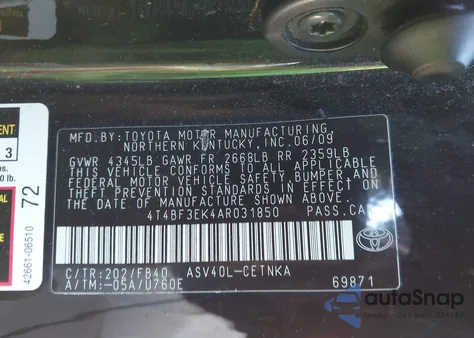 ENT
3
72
42661-06510
MFD.BY:TOYOTA MOTOR MANUFACTURING,
NORTHERN KENTUCKY,INC.06/09
GVWR 4345LB GAWR FR 2668LB RR 2359LB
THIS VEHICLE CONFORMS TO ALL APPLICABLE
FEDERAL MOTOR VEHICLE SAFETY,BUMPER,AND
THEFT PREVENTION STANDARDS IN EFFECT ON
THE DATE OF MANUFACTURE SHOWN ABOVE.
4T4BF3EK4AR031850 PASS.CAR
C/TR:202/FB40 ASV40L-CETNKA
A/TM:-05A/U760E 69871
TOYOTA
autoSnap